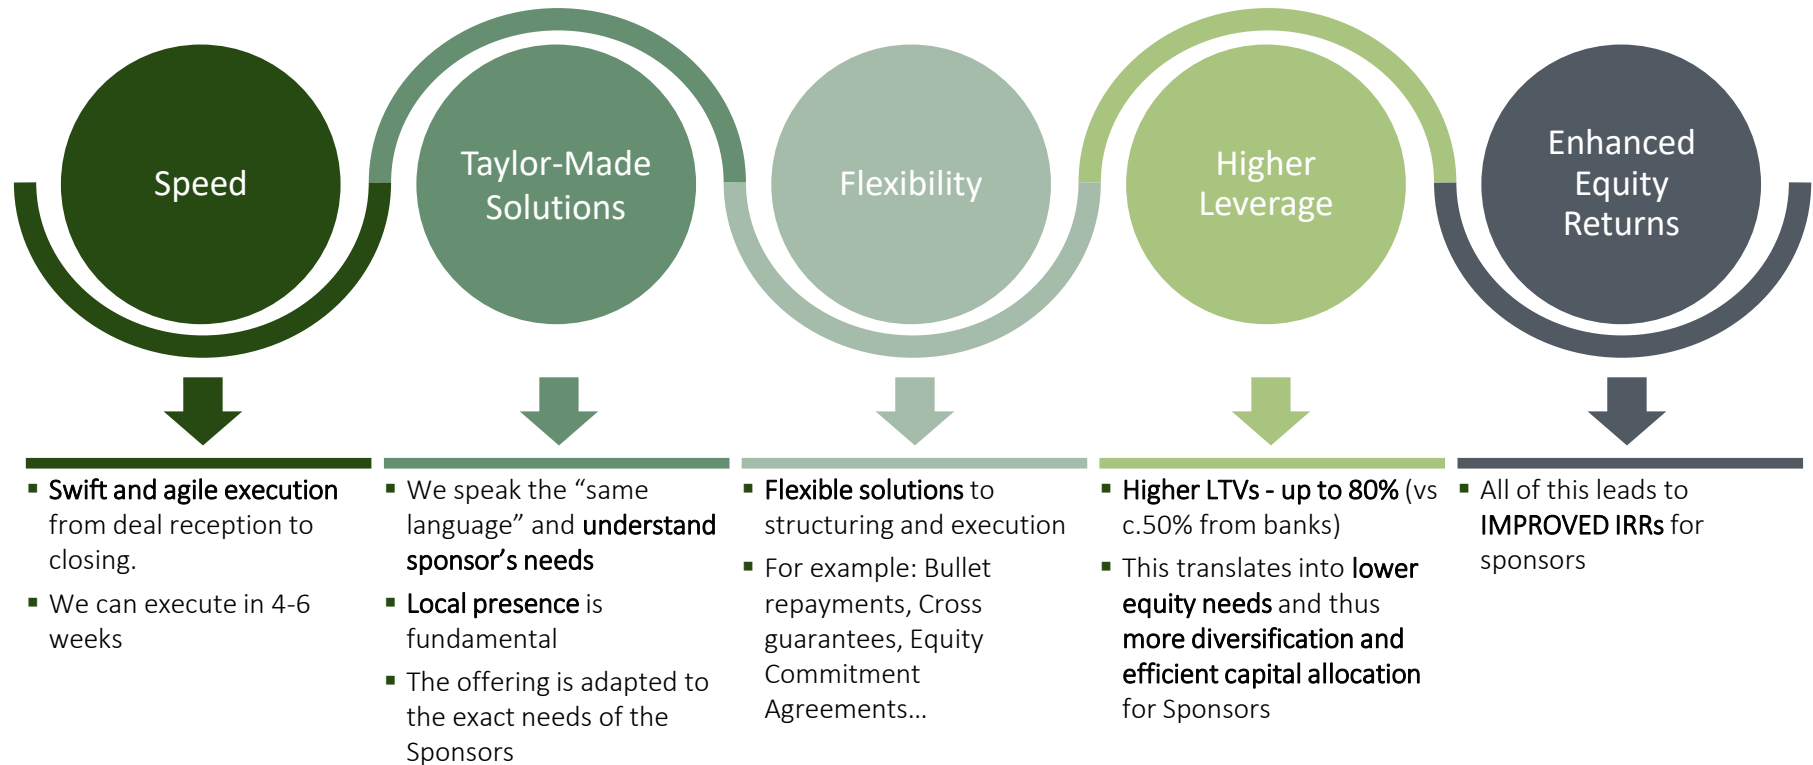 Speed
Taylor-Made
Solutions
Flexibility
Higher
Leverage
Enhanced
Equity
Returns
▪ Swift and agile execution
from deal reception to
closing.
▪ We can execute in 4-6
weeks
▪ We speak the “same
language” and understand
sponsor’s needs
▪ Local presence is
fundamental
▪ The offering is adapted to
the exact needs of the
Sponsors
▪ Flexible solutions to
structuring and execution
▪ For example: Bullet
repayments, Cross
guarantees, Equity
Commitment
Agreements…
▪ Higher LTVs - up to 80% (vs
c.50% from banks)
▪ This translates into lower
equity needs and thus
more diversification and
efficient capital allocation
for Sponsors
▪ All of this leads to
IMPROVED IRRs for
sponsors